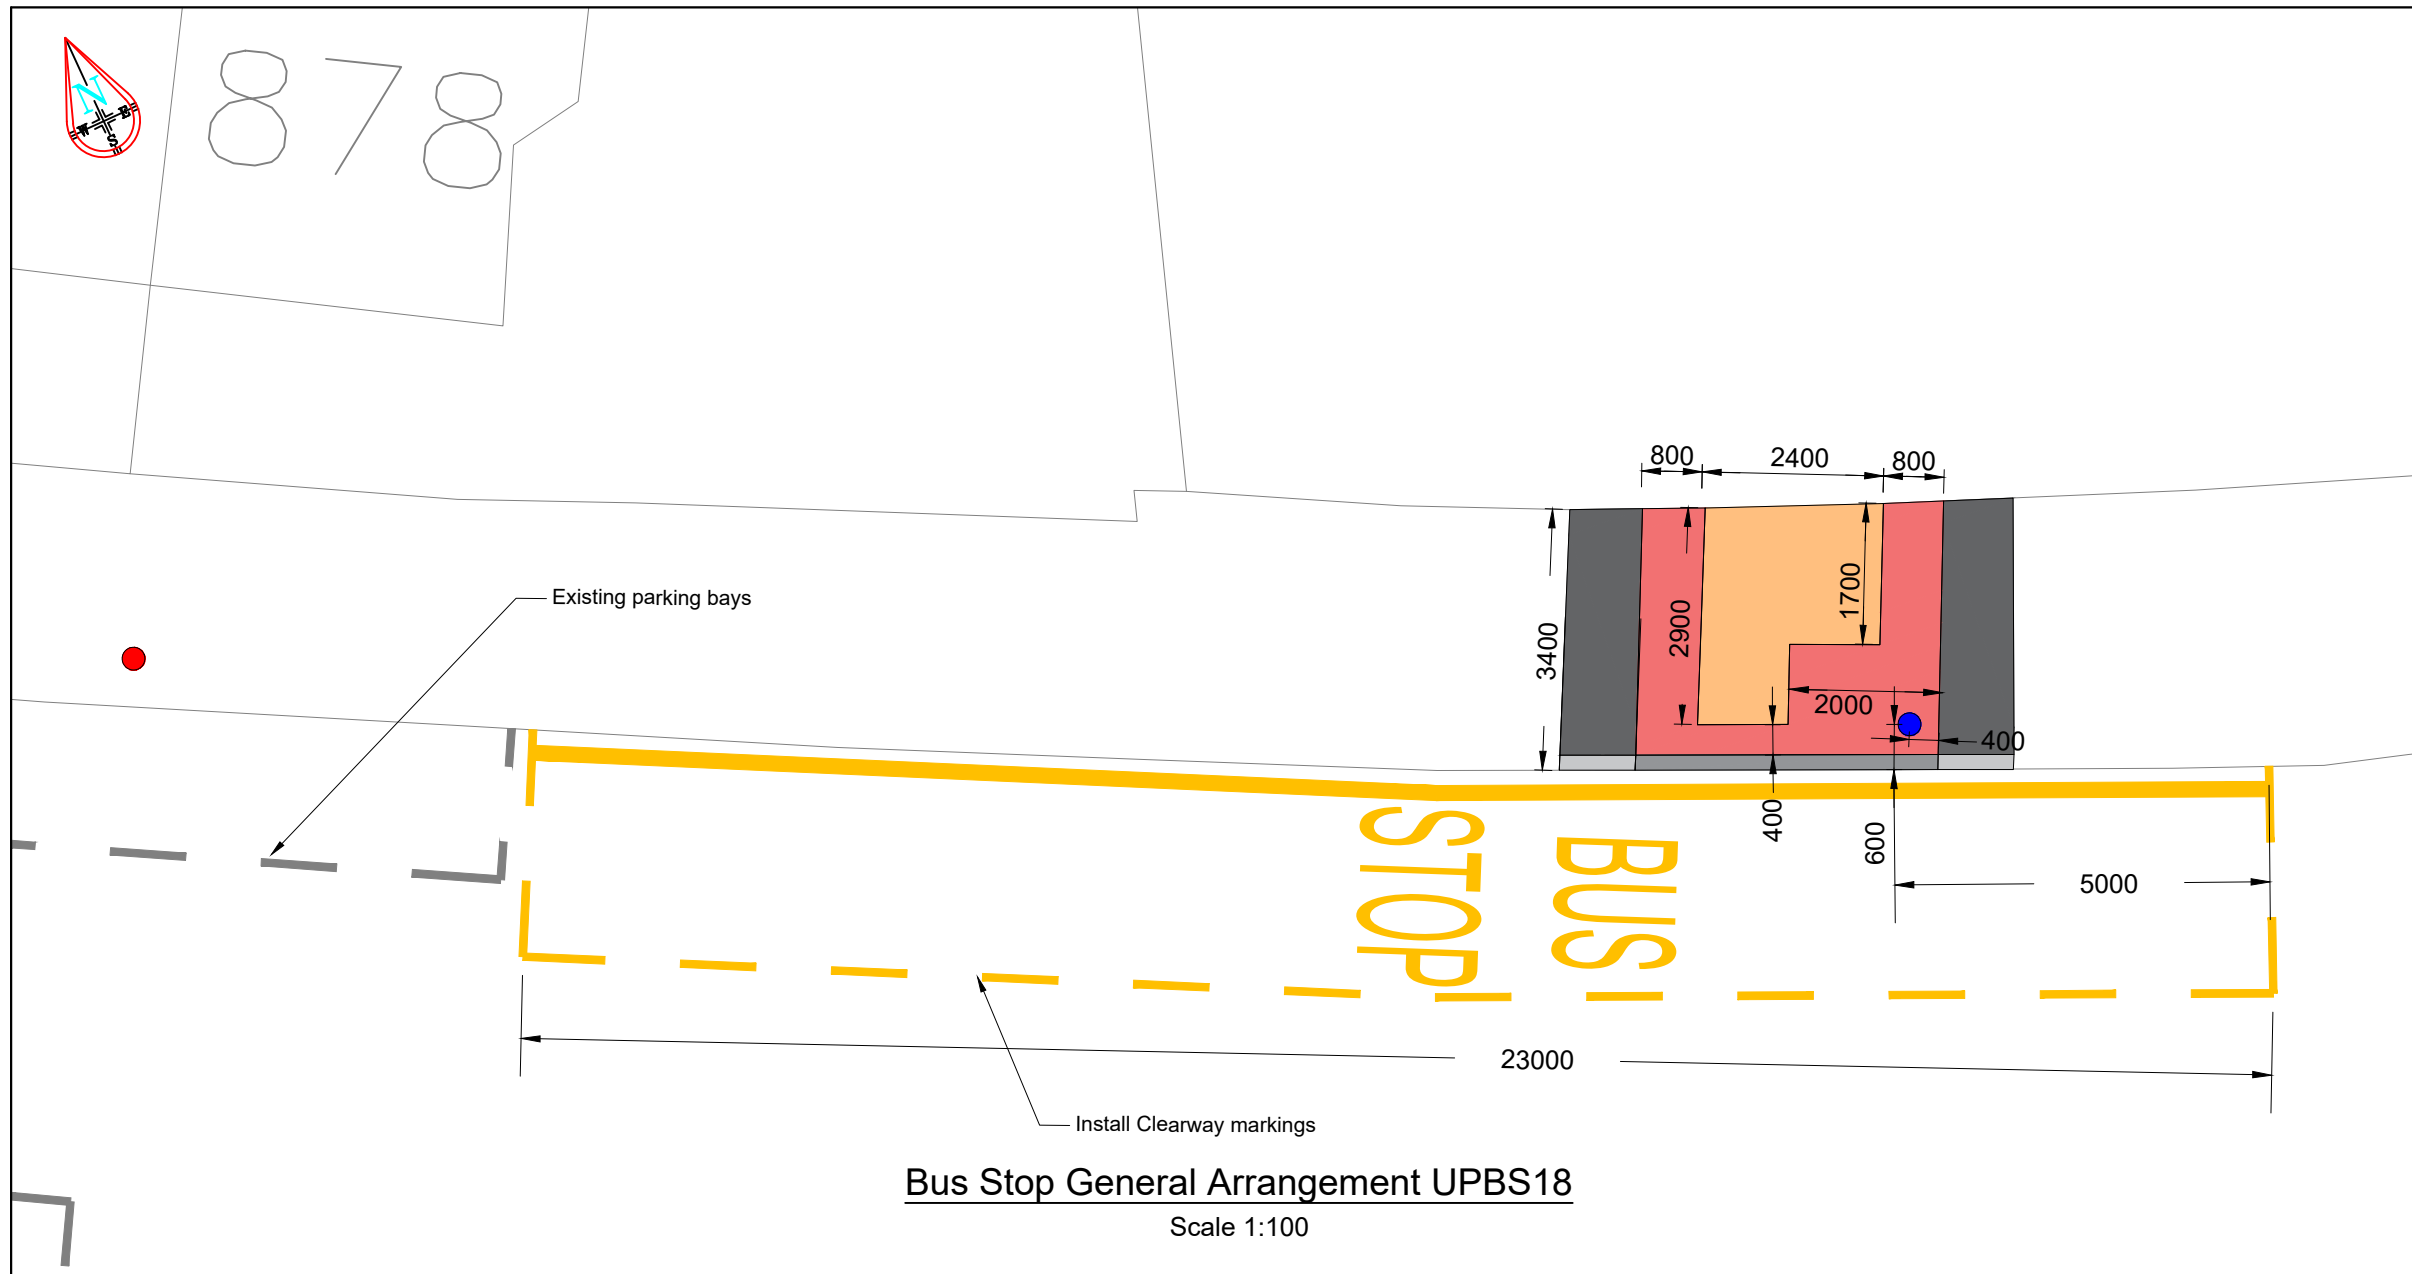 878
N
E
W
S
800
2400
800
1700
2900
3400
2000
400
400
600
5000
Existing parking bays
BUS
STOP
23000
Install Clearway markings
Bus Stop General Arrangement UPBS18
Scale 1:100